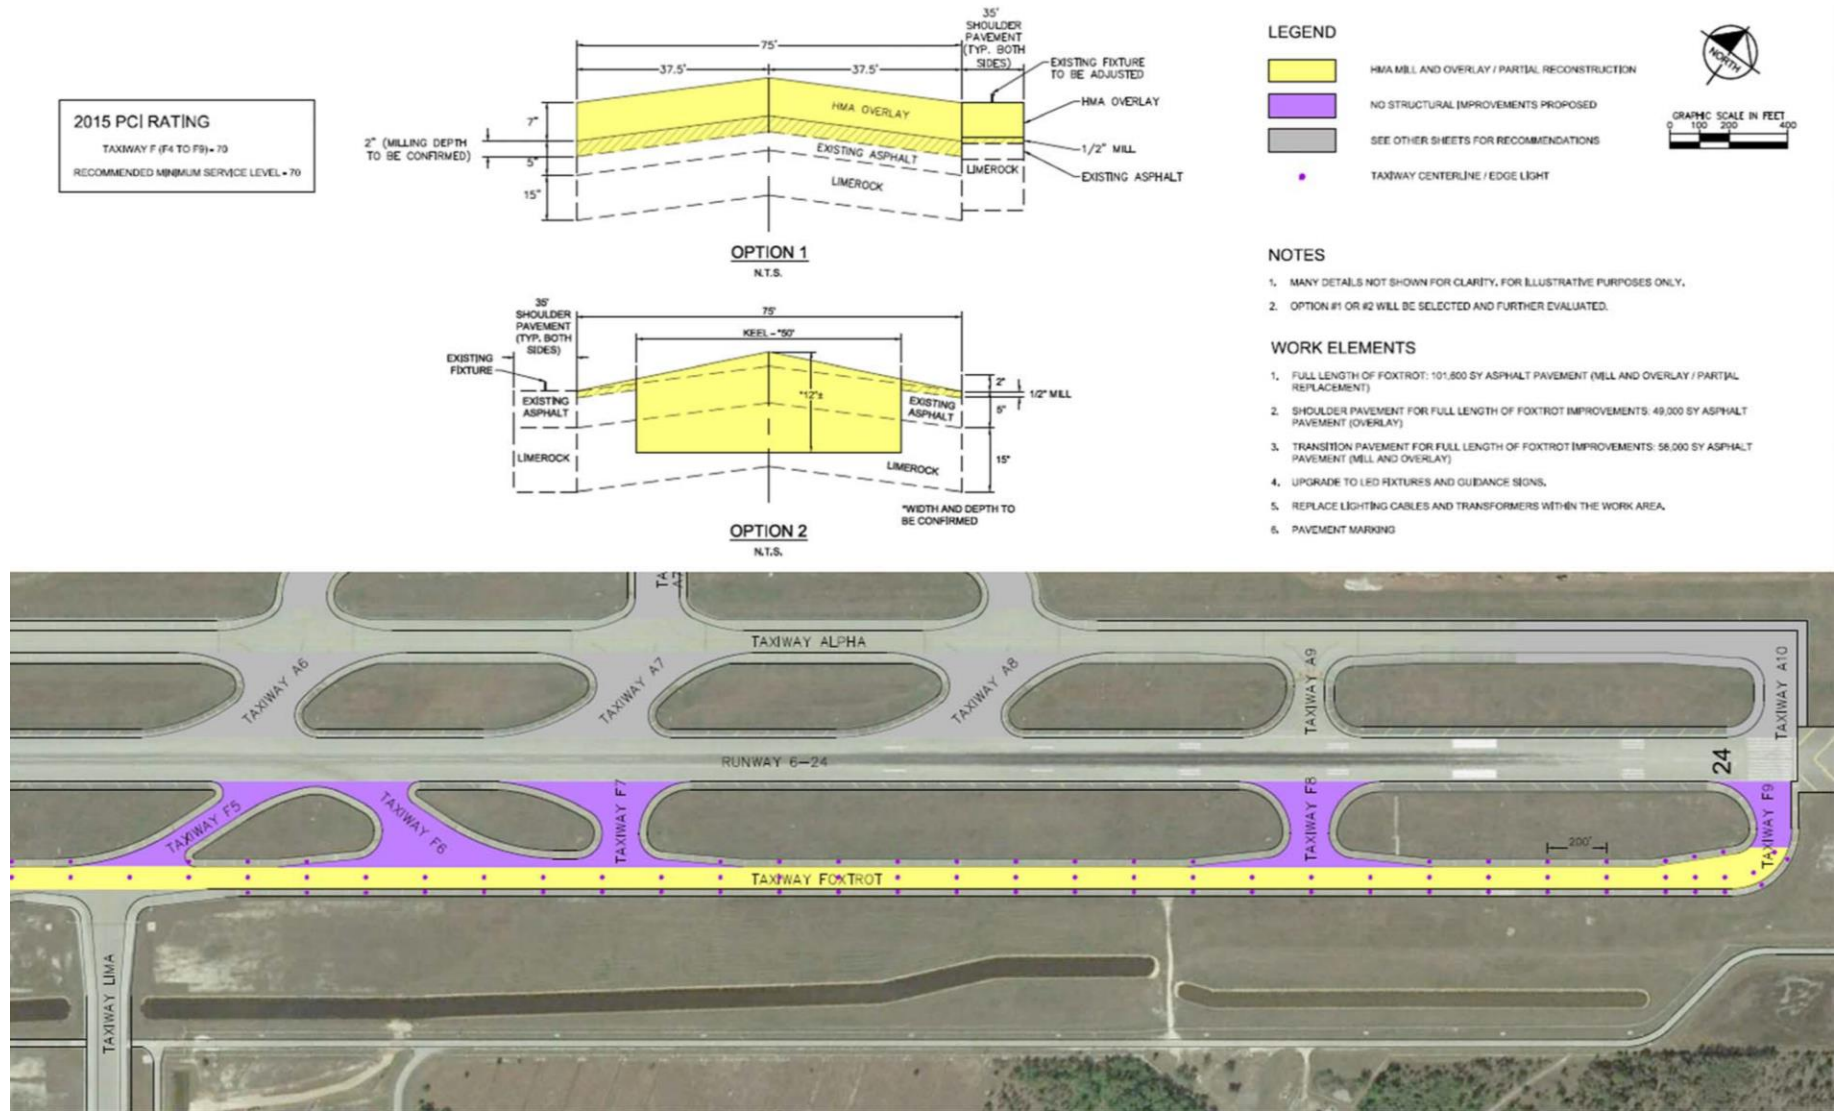 2015 PCI RATING
TAXIWAY F (F4 TO F9) - 70
RECOMMENDED MINIMUM SERVICE LEVEL - 70
75'
37.5'
37.5'
35'
SHOULDER
PAVEMENT
(TYP. BOTH
SIDES)
EXISTING FIXTURE
TO BE ADJUSTED
HMA OVERLAY
HMA OVERLAY
7"
2" (MILLING DEPTH
TO BE CONFIRMED)
5"
15"
EXISTING ASPHALT
LIMEROCK
LIMEROCK
1/2" MILL
EXISTING ASPHALT
OPTION 1
N.T.S.
35'
SHOULDER
PAVEMENT
(TYP. BOTH
SIDES)
75'
KEEL - *50'
EXISTING
FIXTURE
EXISTING
ASPHALT
LIMEROCK
*12"±
EXISTING
ASPHALT
LIMEROCK
2"
1/2" MILL
15"
*WIDTH AND DEPTH TO
BE CONFIRMED
OPTION 2
N.T.S.
LEGEND
HMA MILL AND OVERLAY / PARTIAL RECONSTRUCTION
NO STRUCTURAL IMPROVEMENTS PROPOSED
SEE OTHER SHEETS FOR RECOMMENDATIONS
TAXIWAY CENTERLINE / EDGE LIGHT
NORTH
GRAPHIC SCALE IN FEET
0 100 200 400
NOTES
1. MANY DETAILS NOT SHOWN FOR CLARITY. FOR ILLUSTRATIVE PURPOSES ONLY.
2. OPTION #1 OR #2 WILL BE SELECTED AND FURTHER EVALUATED.
WORK ELEMENTS
1. FULL LENGTH OF FOXTROT: 101,600 SY ASPHALT PAVEMENT (MILL AND OVERLAY / PARTIAL
REPLACEMENT)
2. SHOULDER PAVEMENT FOR FULL LENGTH OF FOXTROT IMPROVEMENTS: 49,000 SY ASPHALT
PAVEMENT (OVERLAY)
3. TRANSITION PAVEMENT FOR FULL LENGTH OF FOXTROT IMPROVEMENTS: 58,000 SY ASPHALT
PAVEMENT (MILL AND OVERLAY)
4. UPGRADE TO LED FIXTURES AND GUIDANCE SIGNS.
5. REPLACE LIGHTING CABLES AND TRANSFORMERS WITHIN THE WORK AREA.
6. PAVEMENT MARKING
TAXIWAY ALPHA
TAXIWAY A6
TAXIWAY A7
TAXIWAY A8
TAXIWAY A9
TAXIWAY A10
RUNWAY 6-24
24
TAXIWAY F5
TAXIWAY F6
TAXIWAY F7
TAXIWAY F8
TAXIWAY F9
200'
TAXIWAY FOXTROT
TAXIWAY LIMA